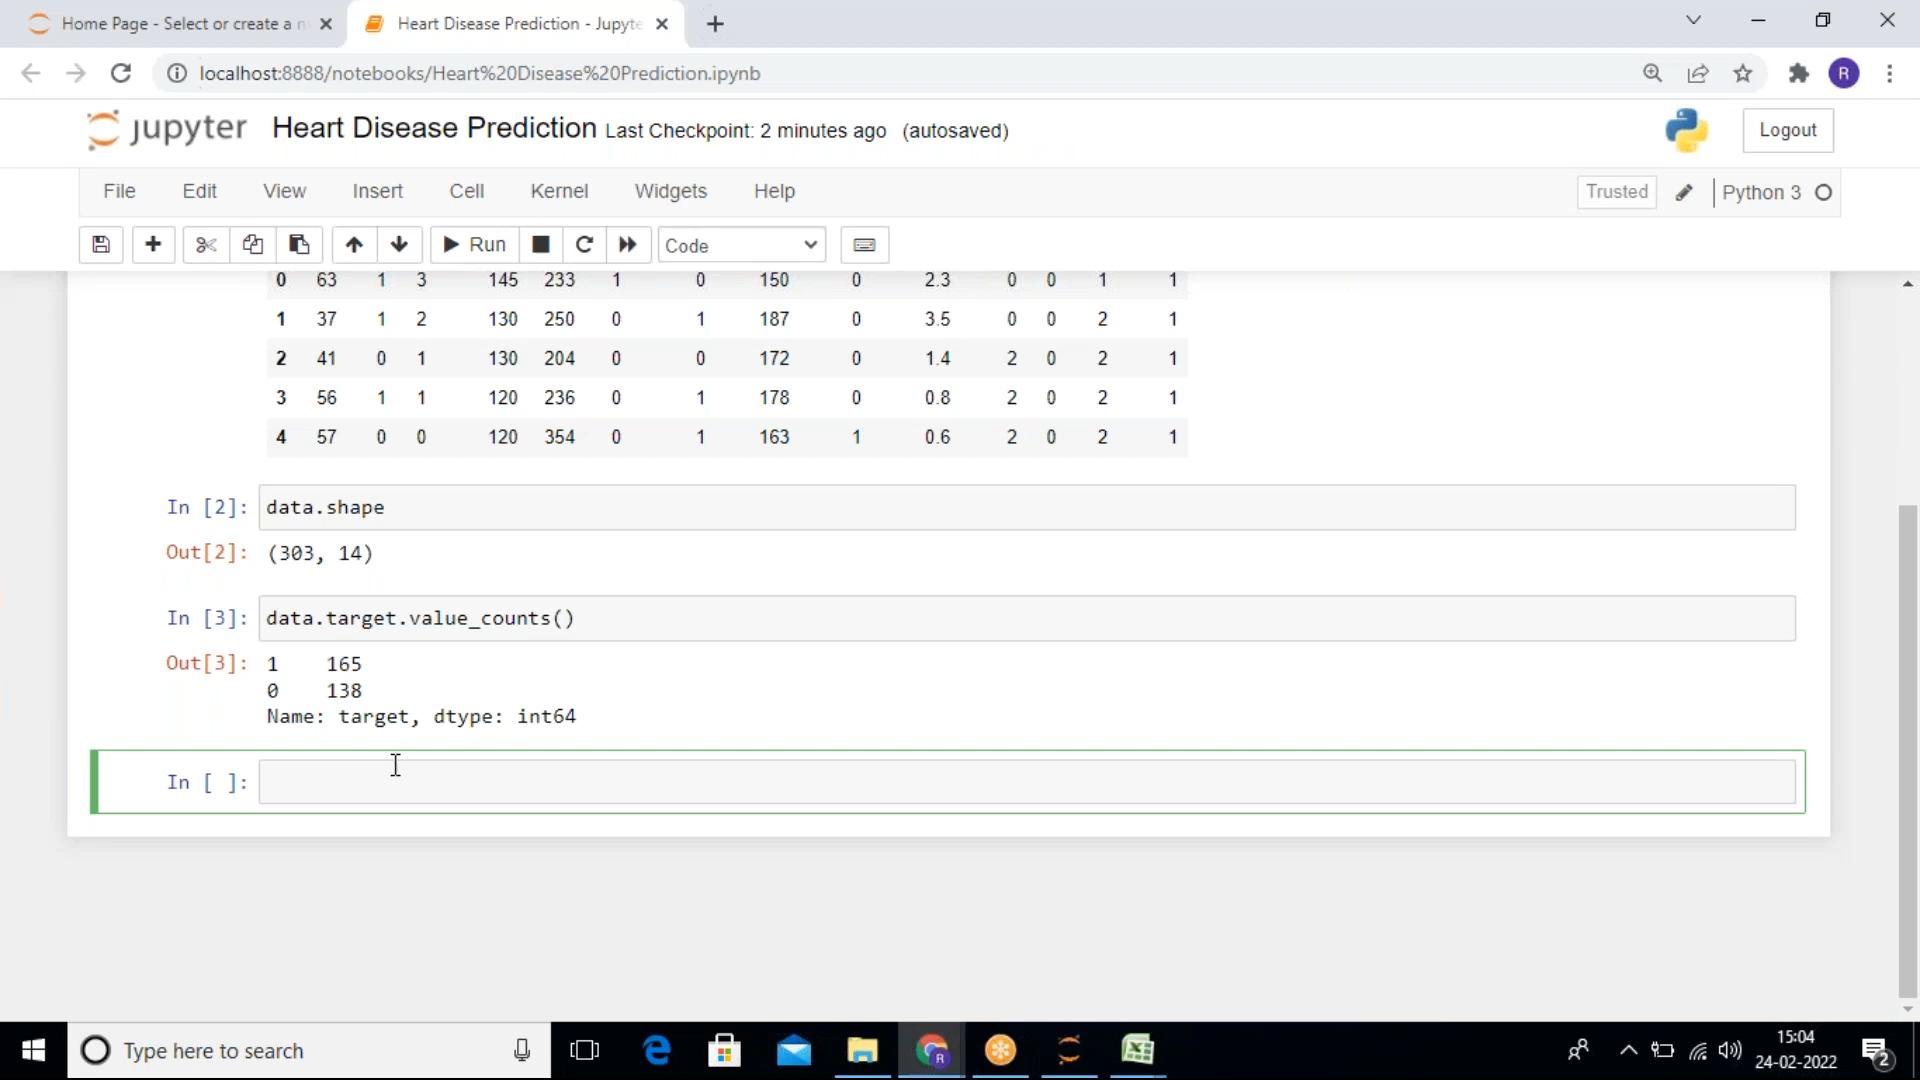 Home Page - Select or create a n
Heart Disease Prediction - Jupyte
localhost:8888/notebooks/Heart%20Disease%20Prediction.ipynb
R
jupyter Heart Disease Prediction Last Checkpoint: 2 minutes ago (autosaved)
Logout
File Edit View Insert Cell Kernel Widgets Help
Trusted Python 3
Run Code
0 63 1 3 145 233 1 0 150 0 2.3 0 0 1 1
1 37 1 2 130 250 0 1 187 0 3.5 0 0 2 1
2 41 0 1 130 204 0 0 172 0 1.4 2 0 2 1
3 56 1 1 120 236 0 1 178 0 0.8 2 0 2 1
4 57 0 0 120 354 0 1 163 1 0.6 2 0 2 1
In [2]: data.shape
Out[2]: (303, 14)
In [3]: data.target.value_counts()
Out[3]: 1 165
0 138
Name: target, dtype: int64
In [ ]:
Type here to search
R
15:04
24-02-2022
2